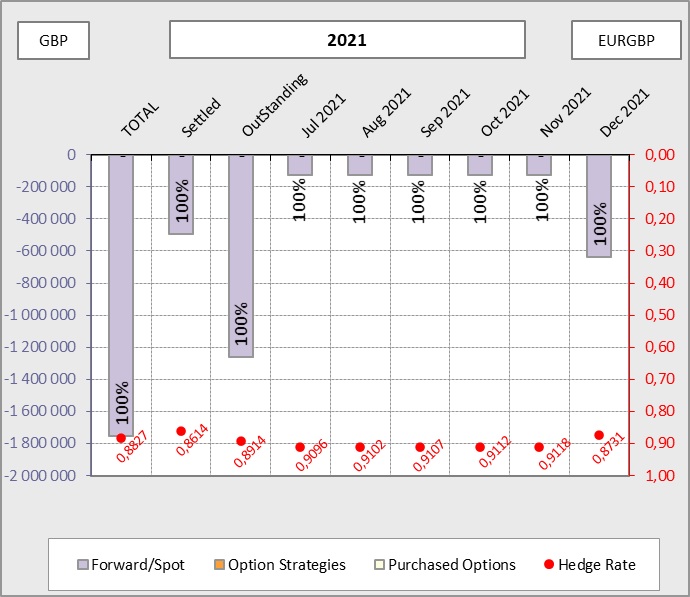 GBP 2021 EURGBP
TOTAL Settled OutStanding Jul 2021 Aug 2021 Sep 2021 Oct 2021 Nov 2021 Dec 2021
0 0,00
-200 000 0,10
-400 000 0,20
-600 000 0,30
-800 000 0,40
-1 000 000 0,50
-1 200 000 0,60
-1 400 000 0,70
-1 600 000 0,80
-1 800 000 0,90
-2 000 000 1,00
100% 100% 100% 100% 100% 100% 100% 100% 100%
0,8827 0,8614 0,8914 0,9096 0,9102 0,9107 0,9112 0,9118 0,8731
Forward/Spot Option Strategies Purchased Options Hedge Rate